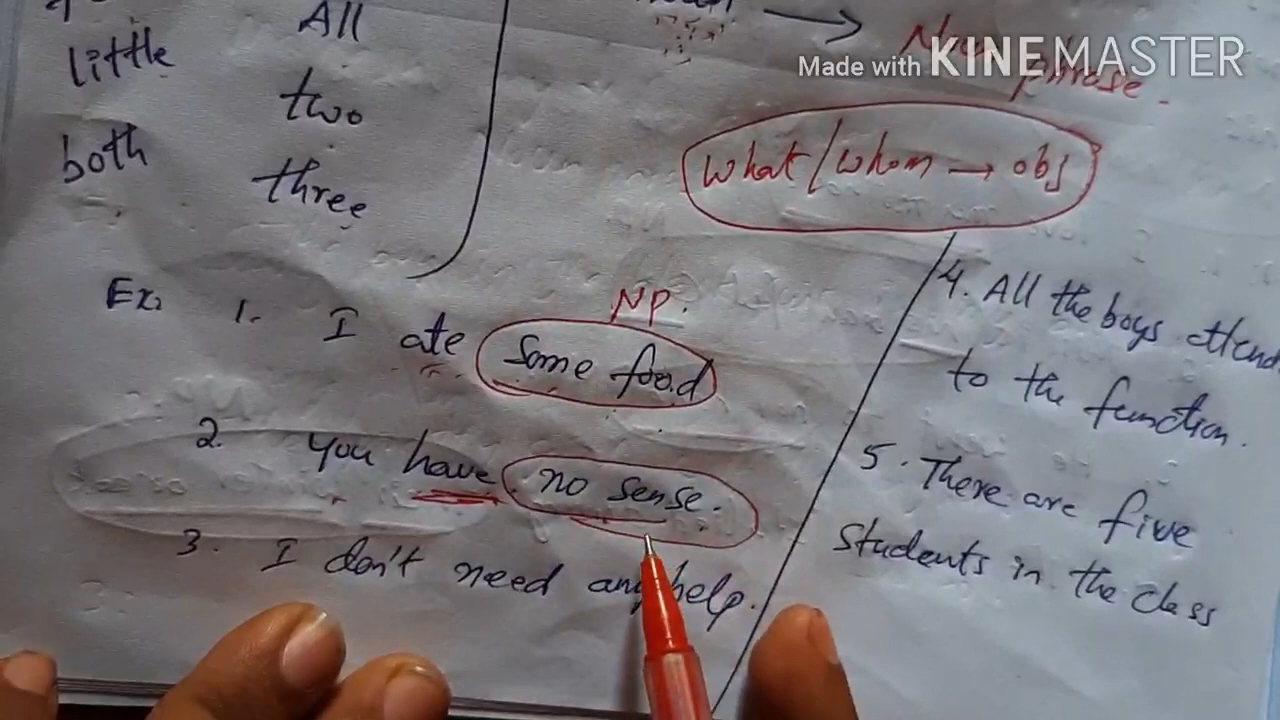 All
little
two
both
three
Made with KINEMASTER
phrase.
What/whom → obj
NP.
Ex. 1. I ate Some food
2. you have no sense.
3. I don't need any help.
4. All the boys attend
to the function.
5. There are five
Students in the class